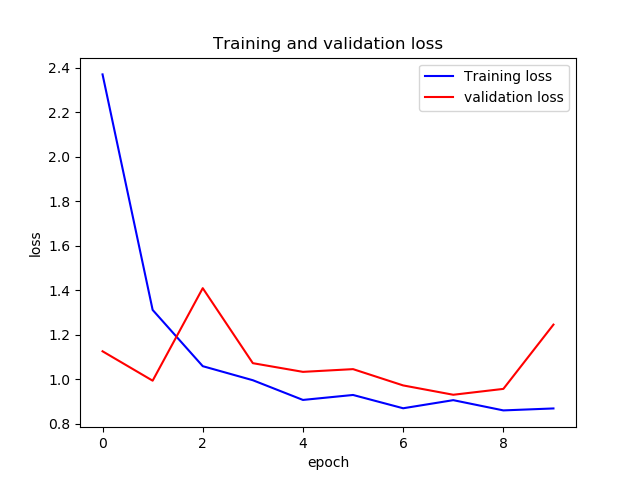 Training and validation loss
Training loss
validation loss
2.4
2.2
2.0
1.8
1.6
1.4
1.2
1.0
0.8
loss
0 2 4 6 8
epoch